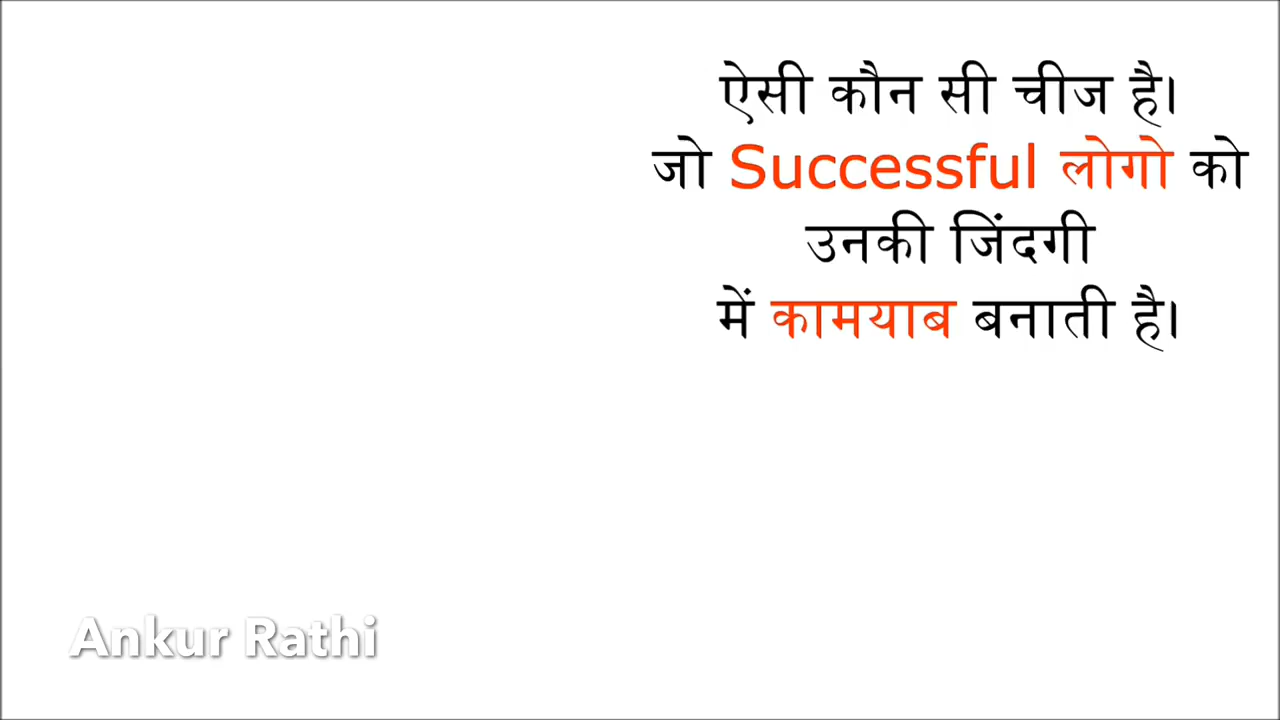 ऐसी कौन सी चीज है।
जो Successful लोगो को
उनकी जिंदगी
में कामयाब बनाती है।
Ankur Rathi